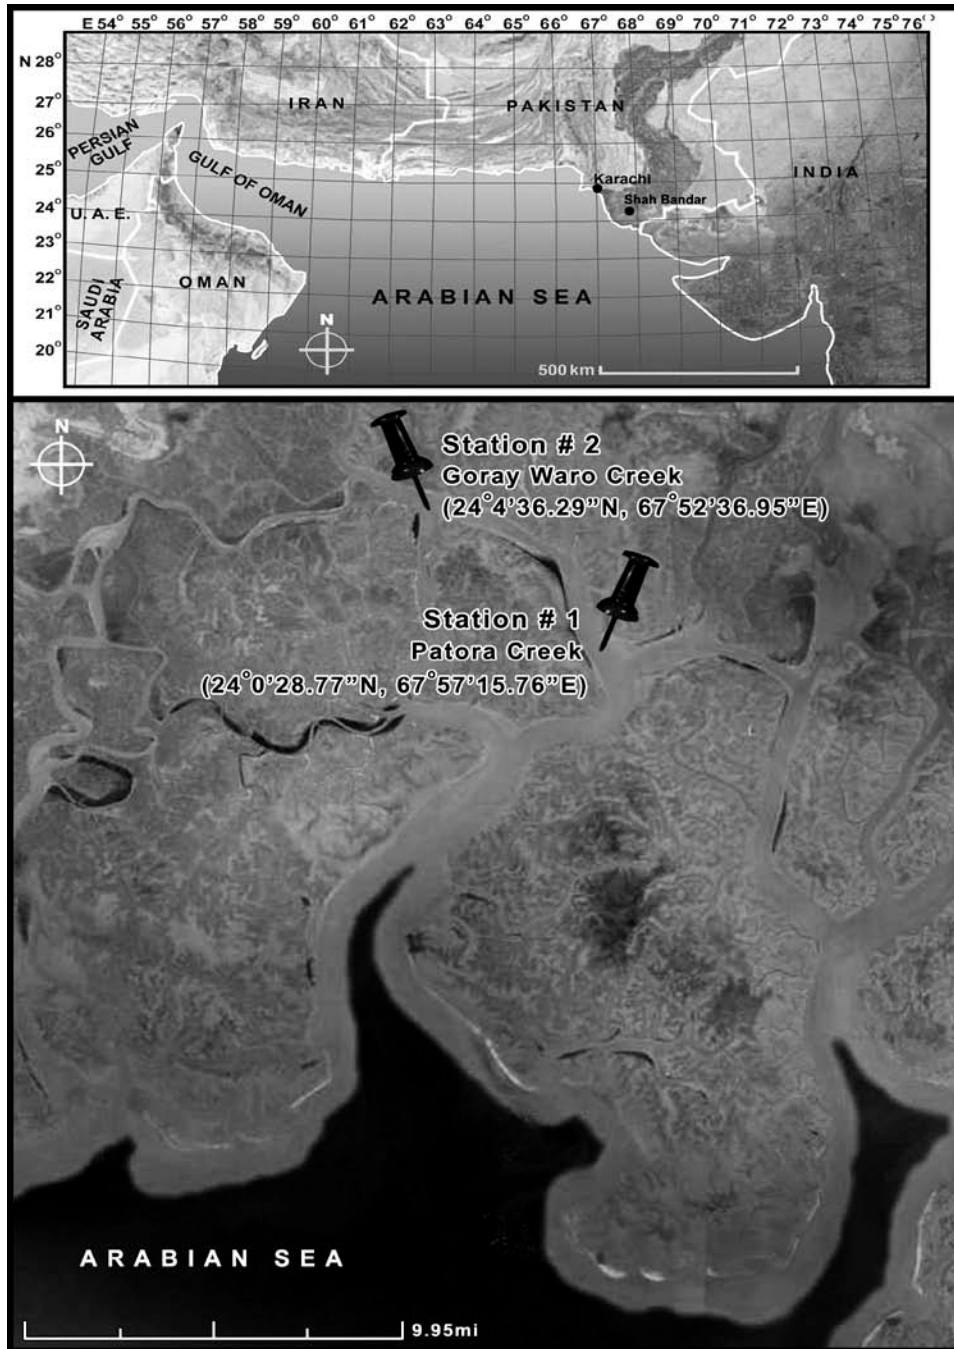 E 54° 55° 56° 57° 58° 59° 60° 61° 62° 63° 64° 65° 66° 67° 68° 69° 70° 71° 72° 73° 74° 75° 76°
N 28°
27°
26°
25°
24°
23°
22°
21°
20°
IRAN
PAKISTAN
INDIA
PERSIAN
GULF
GULF OF OMAN
Karachi
Shah Bandar
U.A.E.
OMAN
SAUDI
ARABIA
ARABIAN SEA
N
500 km
N
Station # 2
Goray Waro Creek
(24°4'36.29"N, 67°52'36.95"E)
Station # 1
Patora Creek
(24°0'28.77"N, 67°57'15.76"E)
ARABIAN SEA
9.95mi